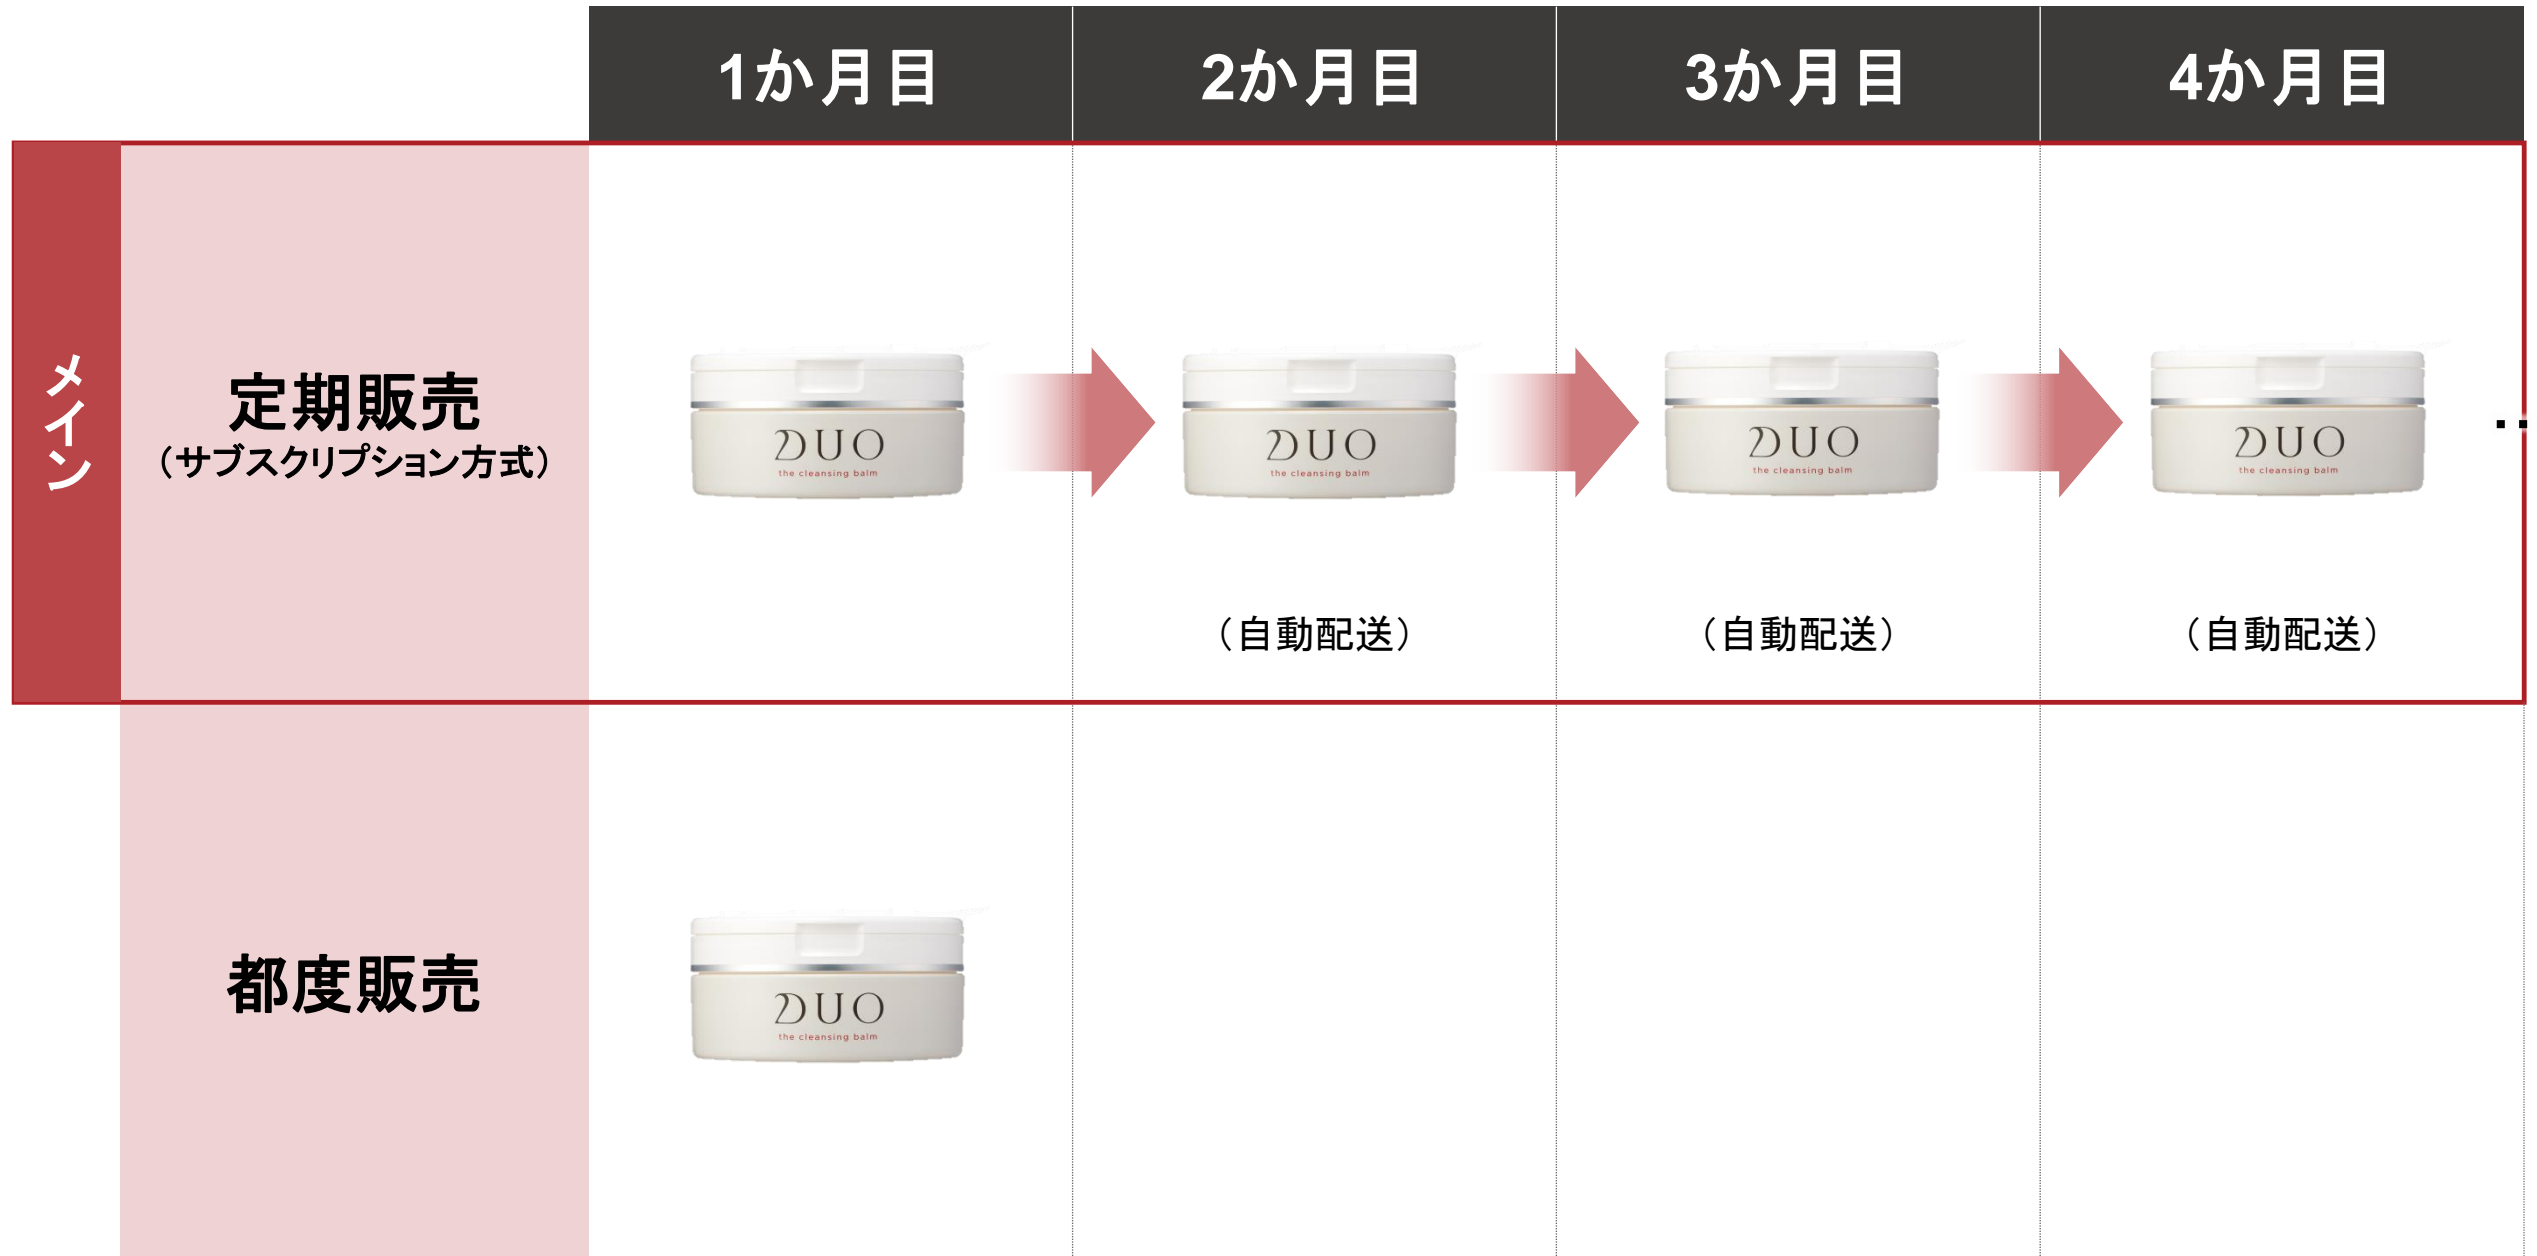 1か月目
2か月目
3か月目
4か月目
メイン
定期販売
（サブスクリプション方式）
DUO
the cleansing balm
DUO
the cleansing balm
DUO
the cleansing balm
DUO
the cleansing balm
（自動配送）
（自動配送）
（自動配送）
都度販売
DUO
the cleansing balm